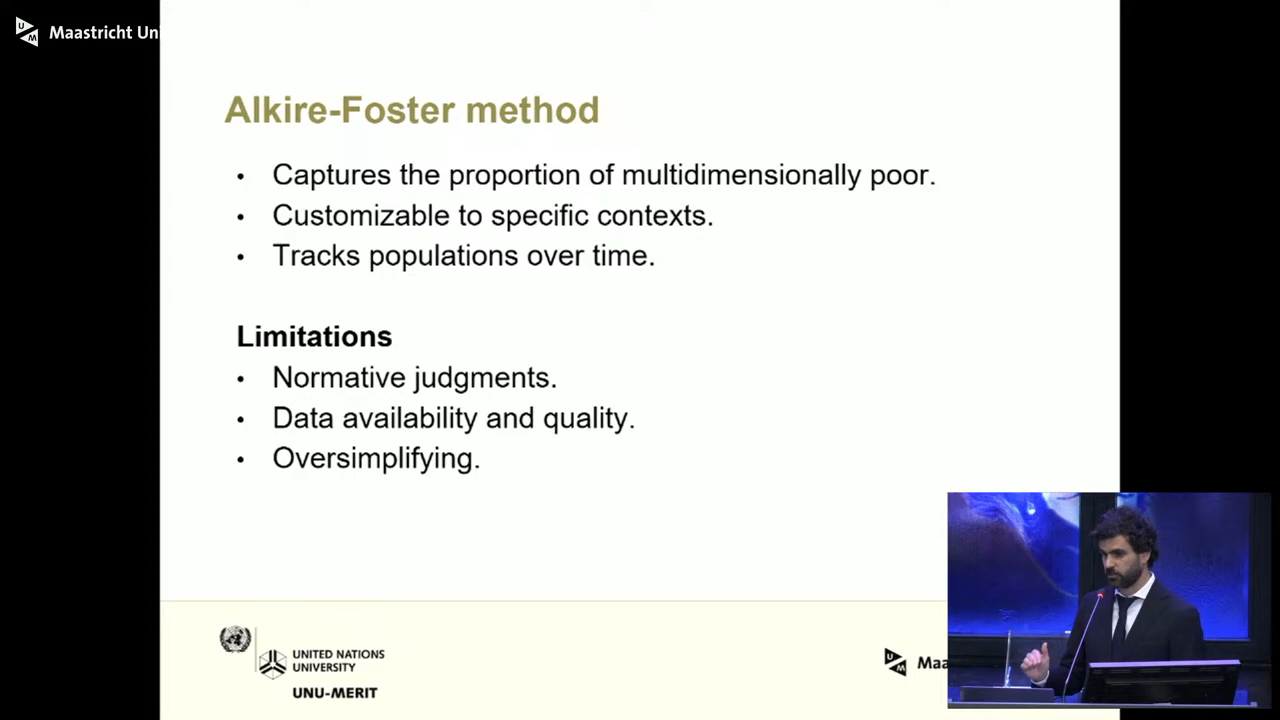 Maastricht Uni
Alkire-Foster method
• Captures the proportion of multidimensionally poor.
• Customizable to specific contexts.
• Tracks populations over time.
Limitations
• Normative judgments.
• Data availability and quality.
• Oversimplifying.
UNITED NATIONS
UNIVERSITY
UNU-MERIT
Maa